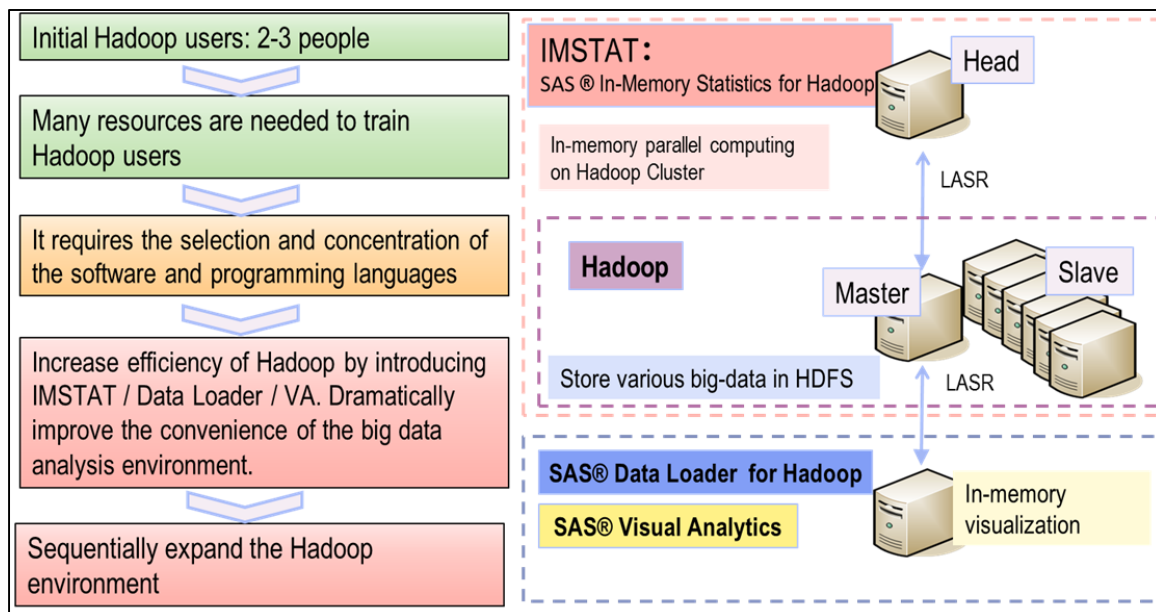 Initial Hadoop users: 2-3 people
Many resources are needed to train
Hadoop users
It requires the selection and concentration of
the software and programming languages
Increase efficiency of Hadoop by introducing
IMSTAT / Data Loader / VA. Dramatically
improve the convenience of the big data
analysis environment.
Sequentially expand the Hadoop
environment
IMSTAT:
SAS ® In-Memory Statistics for Hadoop
Head
In-memory parallel computing
on Hadoop Cluster
LASR
Hadoop
Master
Slave
Store various big-data in HDFS
LASR
SAS® Data Loader for Hadoop
SAS® Visual Analytics
In-memory
visualization